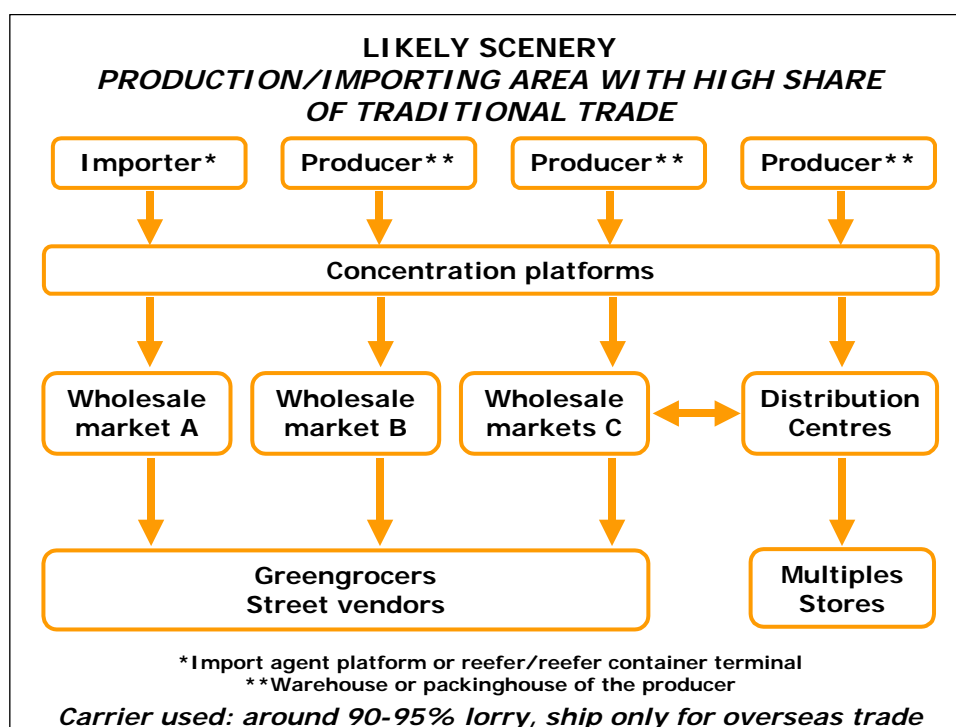 LIKELY SCENERY
PRODUCTION/IMPORTING AREA WITH HIGH SHARE
OF TRADITIONAL TRADE
Importer*
Producer**
Producer**
Producer**
Concentration platforms
Wholesale
market A
Wholesale
market B
Wholesale
markets C
Distribution
Centres
Greengrocers
Street vendors
Multiples
Stores
*Import agent platform or reefer/reefer container terminal
**Warehouse or packinghouse of the producer
Carrier used: around 90-95% lorry, ship only for overseas trade